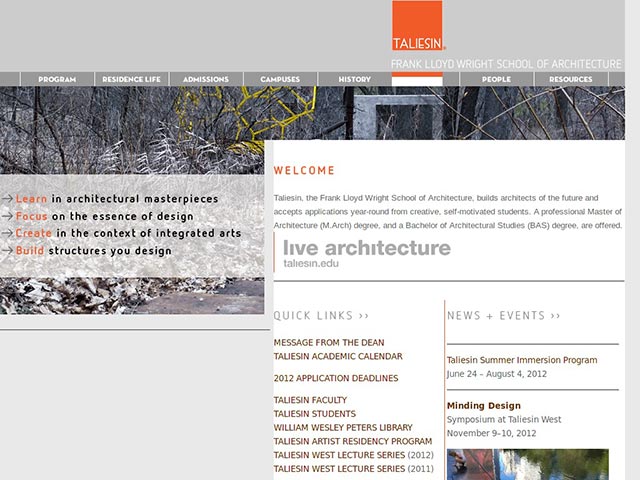 TALIESIN
FRANK LLOYD WRIGHT SCHOOL OF ARCHITECTURE
PROGRAM
RESIDENCE LIFE
ADMISSIONS
CAMPUSES
HISTORY
PEOPLE
RESOURCES
Learn in architectural masterpieces
Focus on the essence of design
Create in the context of integrated arts
Build structures you design
WELCOME
Taliesin, the Frank Lloyd Wright School of Architecture, builds architects of the future and
accepts applications year-round from creative, self-motivated students. A professional Master of
Architecture (M.Arch) degree, and a Bachelor of Architectural Studies (BAS) degree, are offered.
live architecture
taliesin.edu
QUICK LINKS ››
MESSAGE FROM THE DEAN
TALIESIN ACADEMIC CALENDAR
2012 APPLICATION DEADLINES
TALIESIN FACULTY
TALIESIN STUDENTS
WILLIAM WESLEY PETERS LIBRARY
TALIESIN ARTIST RESIDENCY PROGRAM
TALIESIN WEST LECTURE SERIES (2012)
TALIESIN WEST LECTURE SERIES (2011)
NEWS + EVENTS ››
Taliesin Summer Immersion Program
June 24 – August 4, 2012
Minding Design
Symposium at Taliesin West
November 9–10, 2012